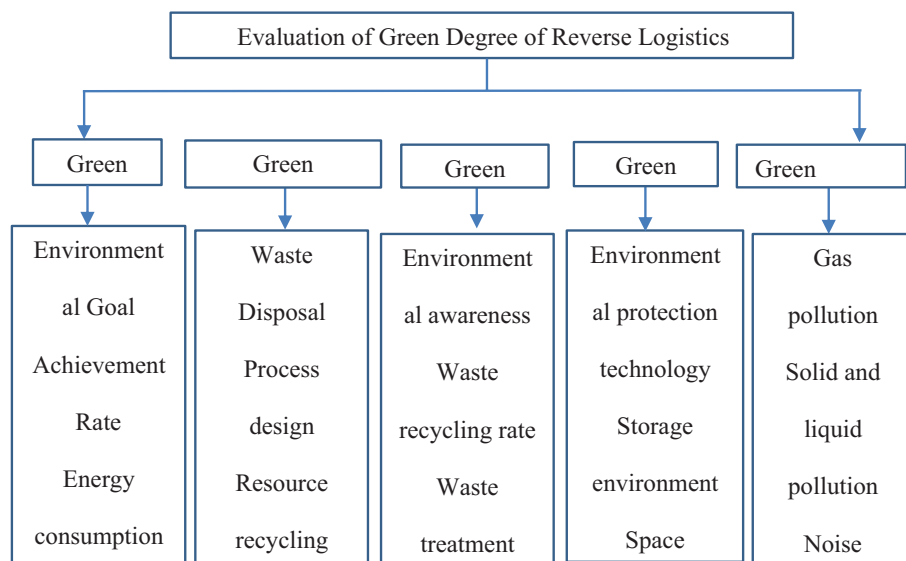 Evaluation of Green Degree of Reverse Logistics
Green
Green
Green
Green
Green
Environment
al Goal
Achievement
Rate
Energy
consumption
Waste
Disposal
Process
design
Resource
recycling
Environment
al awareness
Waste
recycling rate
Waste
treatment
Environment
al protection
technology
Storage
environment
Space
Gas
pollution
Solid and
liquid
pollution
Noise